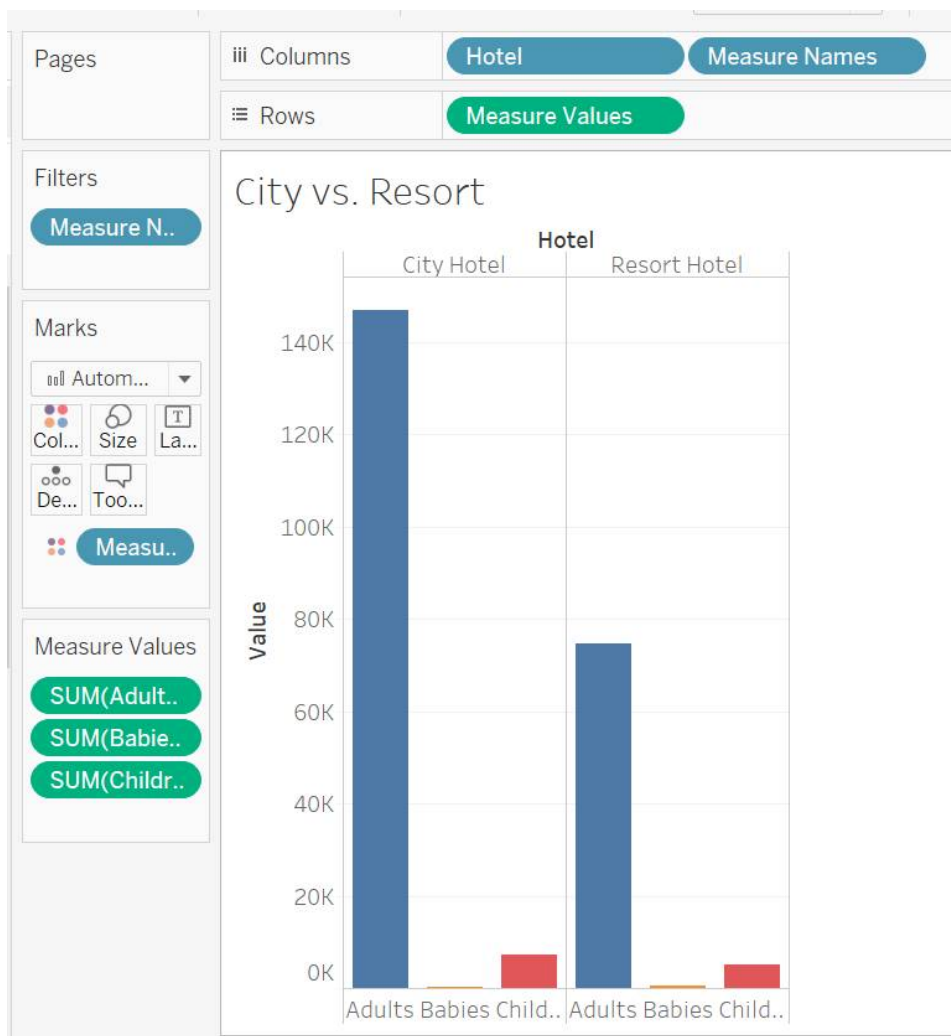 Pages
Columns
Hotel
Measure Names
Rows
Measure Values
Filters
Measure N..
Marks
Autom...
Col...
Size
La...
De...
Too...
Measu..
Measure Values
SUM(Adult..
SUM(Babie..
SUM(Childr..
City vs. Resort
Hotel
City Hotel
Resort Hotel
Value
140K
120K
100K
80K
60K
40K
20K
0K
Adults Babies Child.. Adults Babies Child..